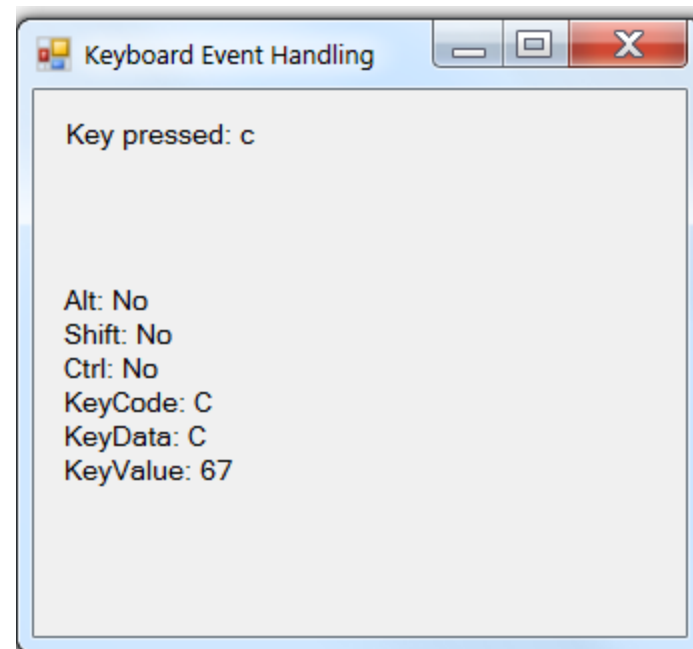 Keyboard Event Handling
Key pressed: c
Alt: No
Shift: No
Ctrl: No
KeyCode: C
KeyData: C
KeyValue: 67